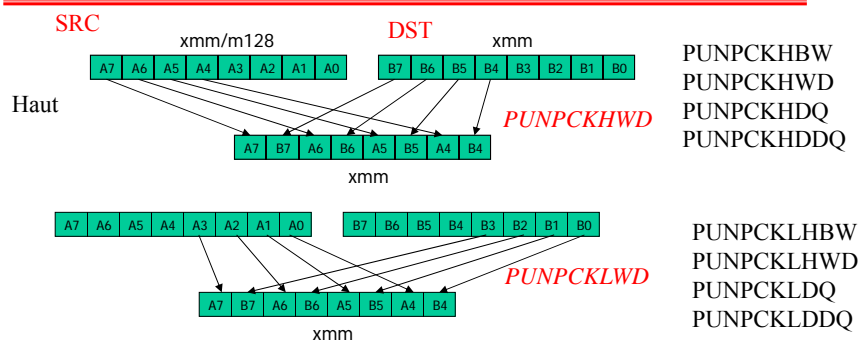 SRC
DST
xmm/m128
xmm
A7 A6 A5 A4 A3 A2 A1 A0
B7 B6 B5 B4 B3 B2 B1 B0
Haut
PUNPCKHWD
A7 B7 A6 B6 A5 B5 A4 B4
xmm
PUNPCKHBW
PUNPCKHWD
PUNPCKHDQ
PUNPCKHDDQ
A7 A6 A5 A4 A3 A2 A1 A0
B7 B6 B5 B4 B3 B2 B1 B0
PUNPCKLWD
A7 B7 A6 B6 A5 B5 A4 B4
xmm
PUNPCKLHBW
PUNPCKLHWD
PUNPCKLDQ
PUNPCKLDDQ